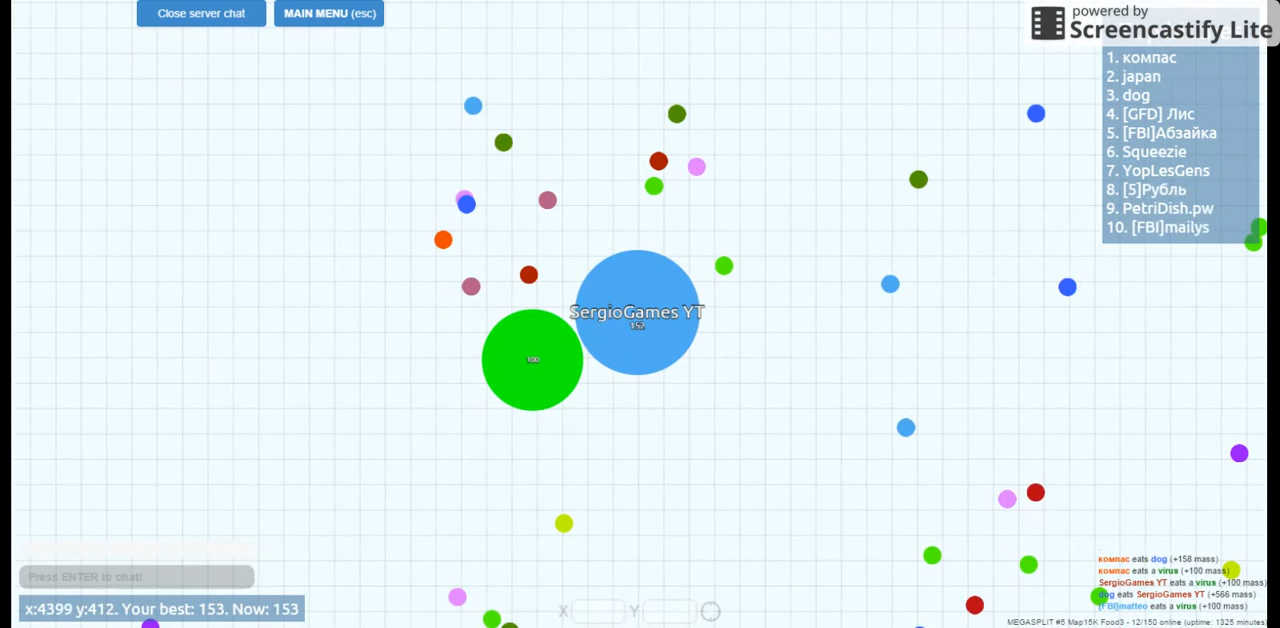 Close server chat
MAIN MENU (esc)
powered by
Screencastify Lite
1. компас
2. japan
3. dog
4. [GFD] Лис
5. [FBI]Абзайка
6. Squeezie
7. YopLesGens
8. [5]Рубль
9. PetriDish.pw
10. [FBI]mailys
SergioGames YT
152
100
компас eats dog (+158 mass)
компас eats a virus (+100 mass)
SergioGames YT eats a virus (+100 mass)
dog eats SergioGames YT (+566 mass)
[FBI]matteo eats a virus (+100 mass)
Press ENTER to chat!
x:4399 y:412. Your best: 153. Now: 153
X Y
MEGASPLIT #5 Map15K Food3 - 12/150 online (uptime: 1325 minutes)